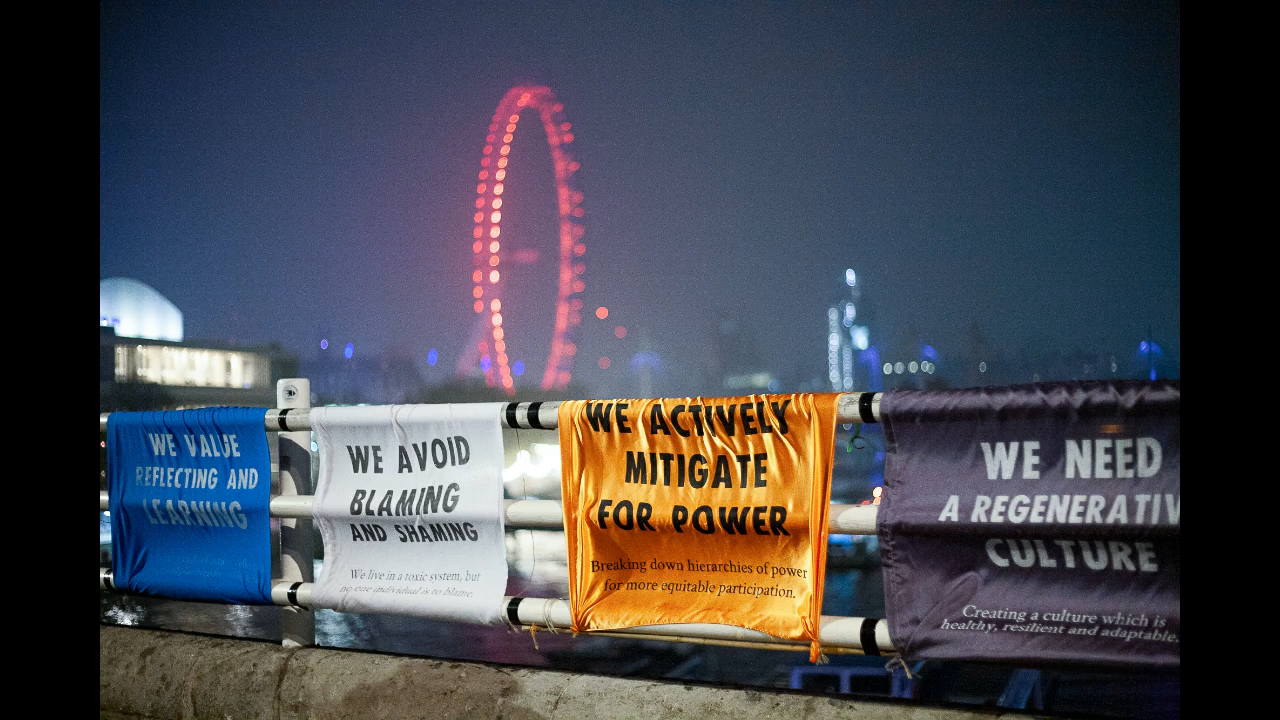 WE VALUE
REFLECTING AND
LEARNING
WE AVOID
BLAMING
AND SHAMING
We live in a toxic system, but
no one individual is to blame.
WE ACTIVELY
MITIGATE
FOR POWER
Breaking down hierarchies of power
for more equitable participation.
WE NEED
A REGENERATIV
CULTURE
Creating a culture which is
healthy, resilient and adaptable.